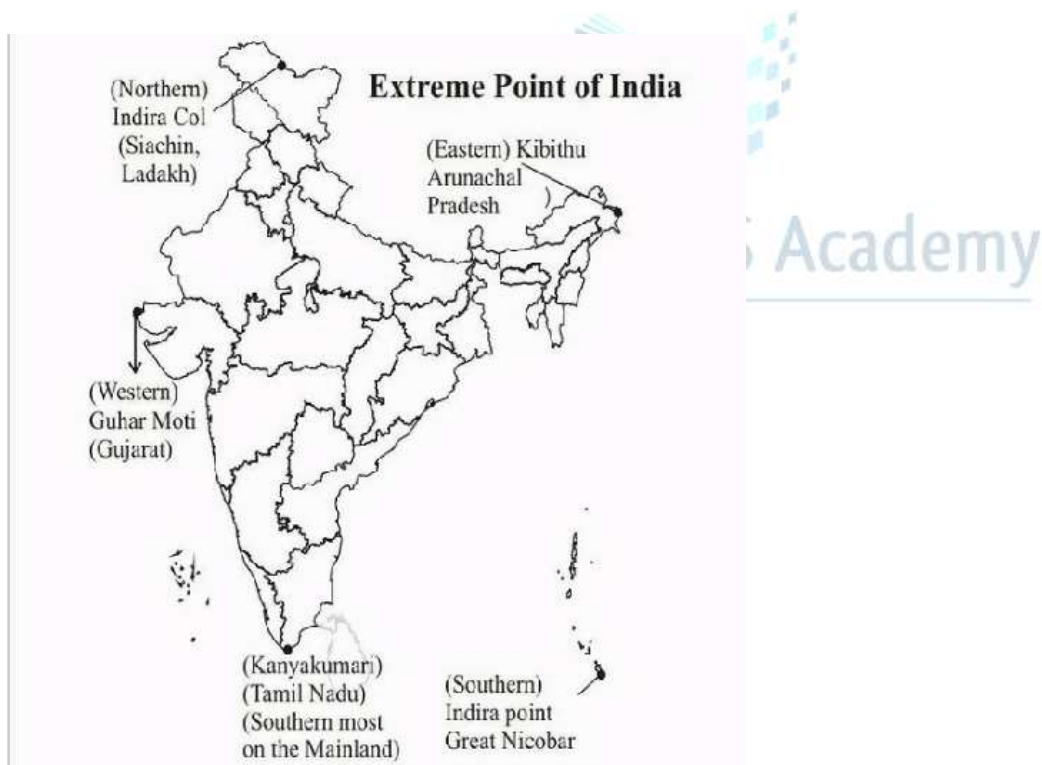 Extreme Point of India
(Northern)
Indira Col
(Siachin,
Ladakh)
(Eastern) Kibithu
Arunachal
Pradesh
Academy
(Western)
Guhar Moti
(Gujarat)
(Kanyakumari)
(Tamil Nadu)
(Southern most
on the Mainland)
(Southern)
Indira point
Great Nicobar